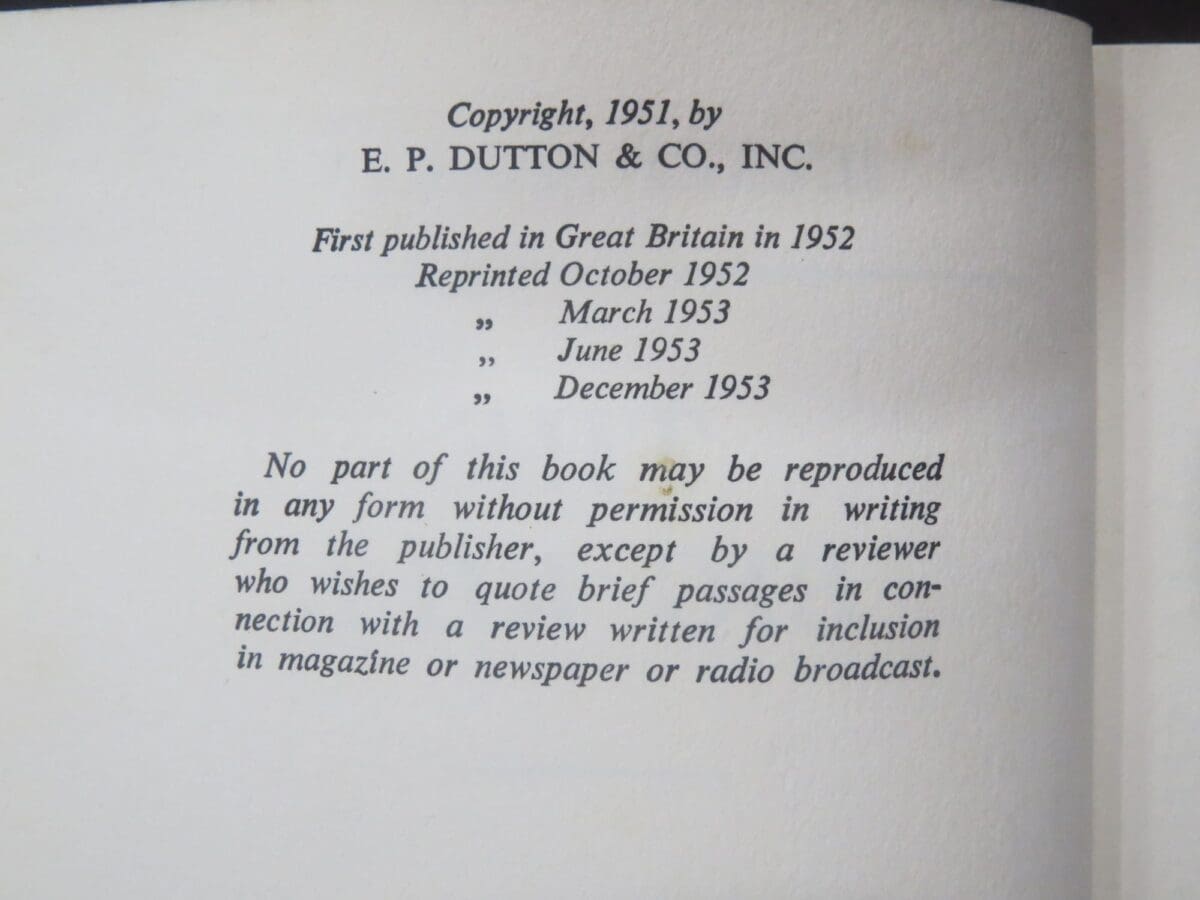 Copyright, 1951, by
E. P. DUTTON & CO., INC.
First published in Great Britain in 1952
Reprinted October 1952
„ March 1953
„ June 1953
„ December 1953
No part of this book may be reproduced
in any form without permission in writing
from the publisher, except by a reviewer
who wishes to quote brief passages in con-
nection with a review written for inclusion
in magazine or newspaper or radio broadcast.